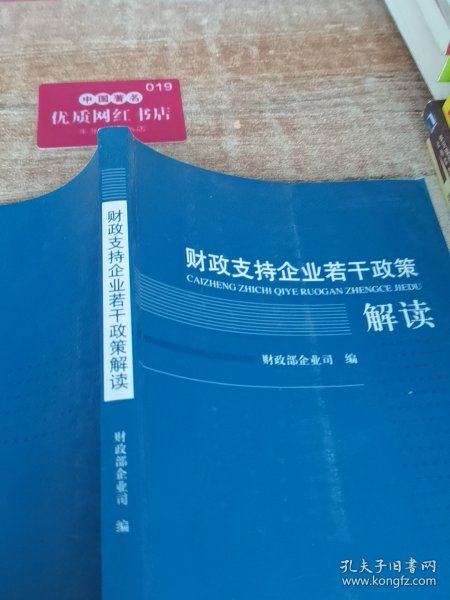 019
中国著名
优质网红书店
财政支持企业若干政策
CAIZHENG ZHICHI QIYE RUOGAN ZHENGCE JIEDU
解读
财政部企业司 编
财政支持企业若干政策解读
财政部企业司 编
孔夫子旧书网
www.kongfz.com